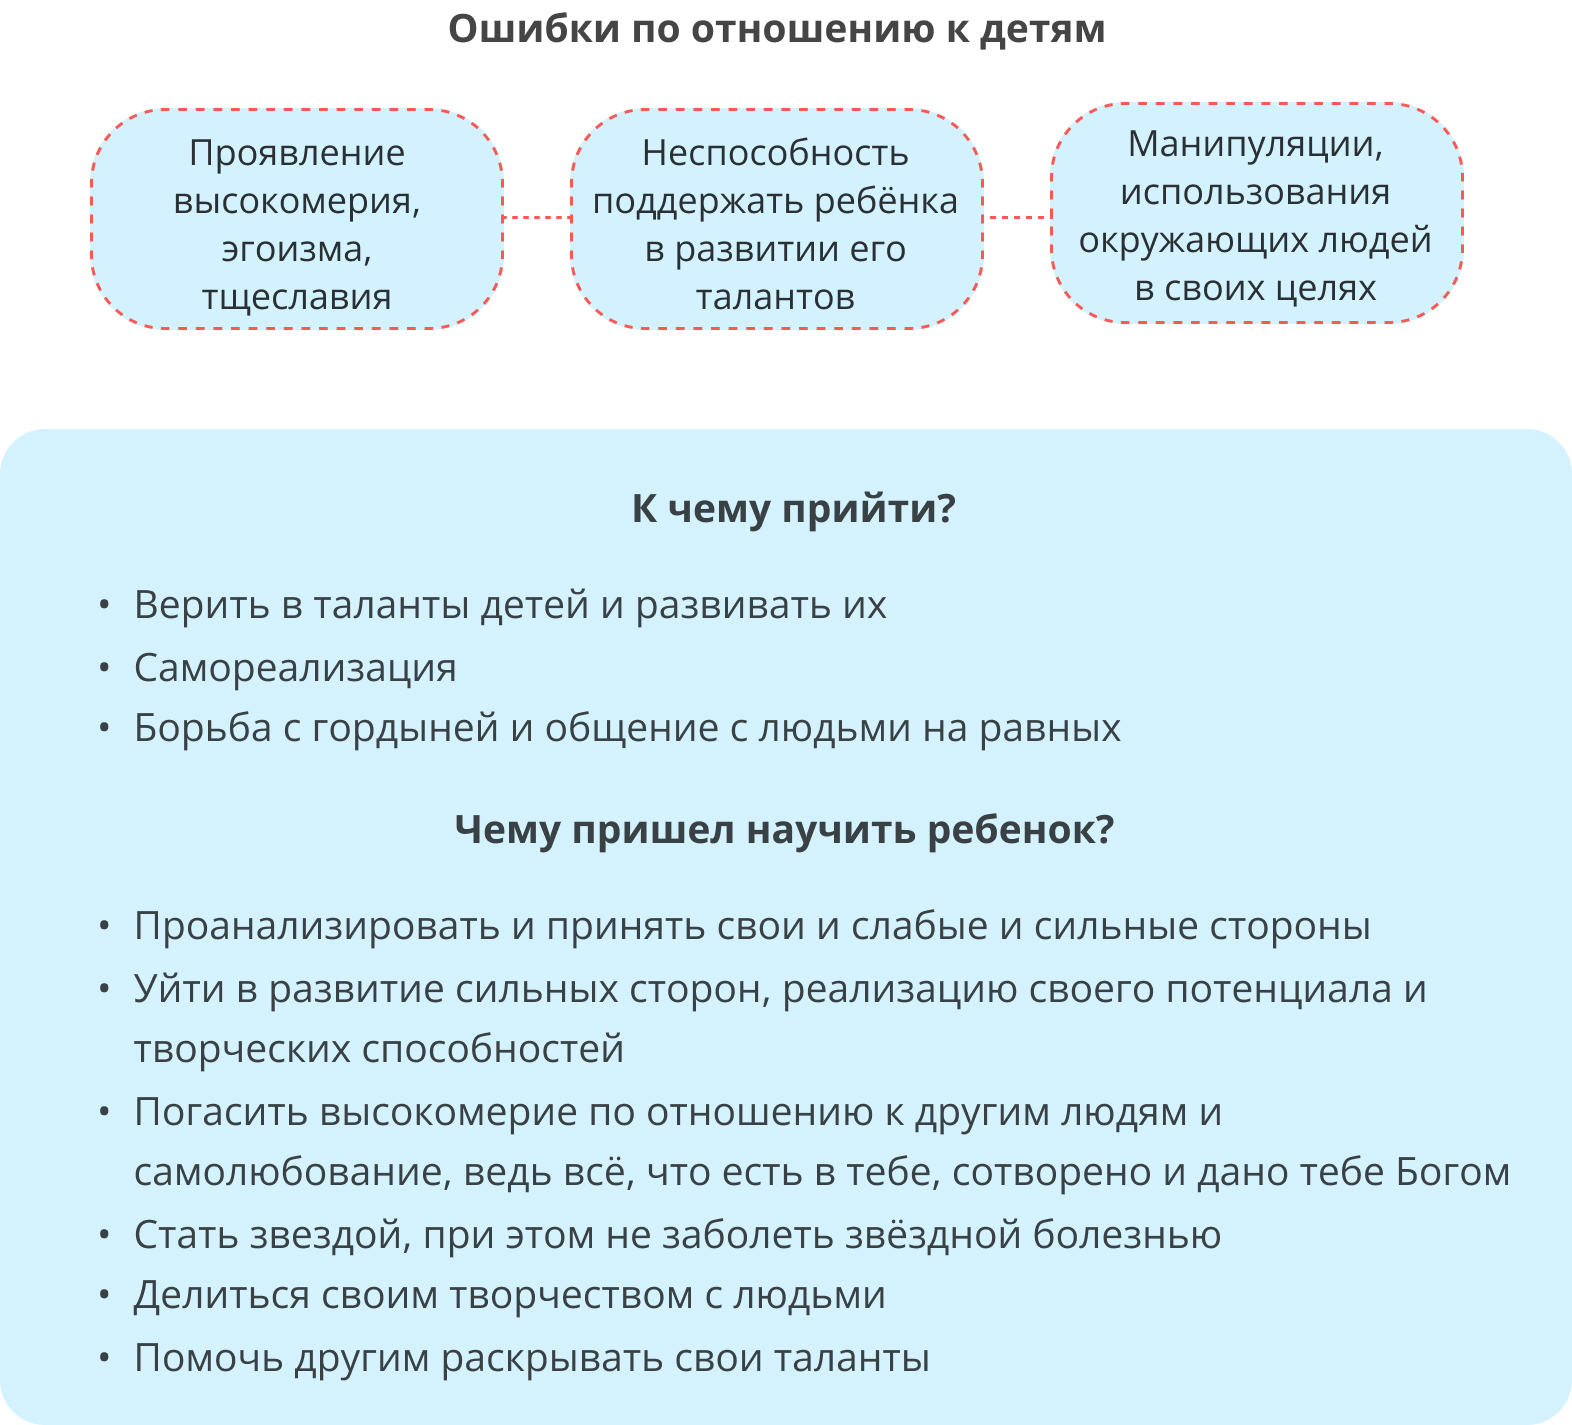 Ошибки по отношению к детям
Проявление
высокомерия,
эгоизма,
тщеславия
Неспособность
поддержать ребёнка
в развитии его
талантов
Манипуляции,
использования
окружающих людей
в своих целях
К чему прийти?
• Верить в таланты детей и развивать их
• Самореализация
• Борьба с гордыней и общение с людьми на равных
Чему пришел научить ребенок?
• Проанализировать и принять свои и слабые и сильные стороны
• Уйти в развитие сильных сторон, реализацию своего потенциала и
творческих способностей
• Погасить высокомерие по отношению к другим людям и
самолюбование, ведь всё, что есть в тебе, сотворено и дано тебе Богом
• Стать звездой, при этом не заболеть звёздной болезнью
• Делиться своим творчеством с людьми
• Помочь другим раскрывать свои таланты